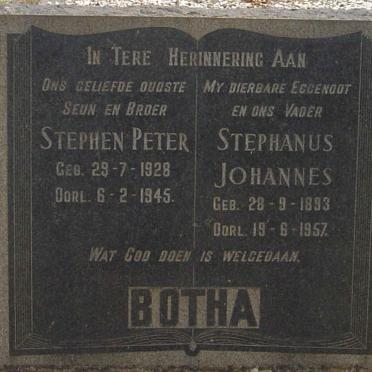 In Tere Herinnering Aan
Ons geliefde oudste
Seun en Broer
Stephen Peter
Geb. 29-7-1928
Oorl. 6-2-1945.
My dierbare Eggenoot
en ons Vader
Stephanus
Johannes
Geb. 28-9-1893
Oorl. 19-6-1957.
Wat God doen is welgedaan.
BOTHA